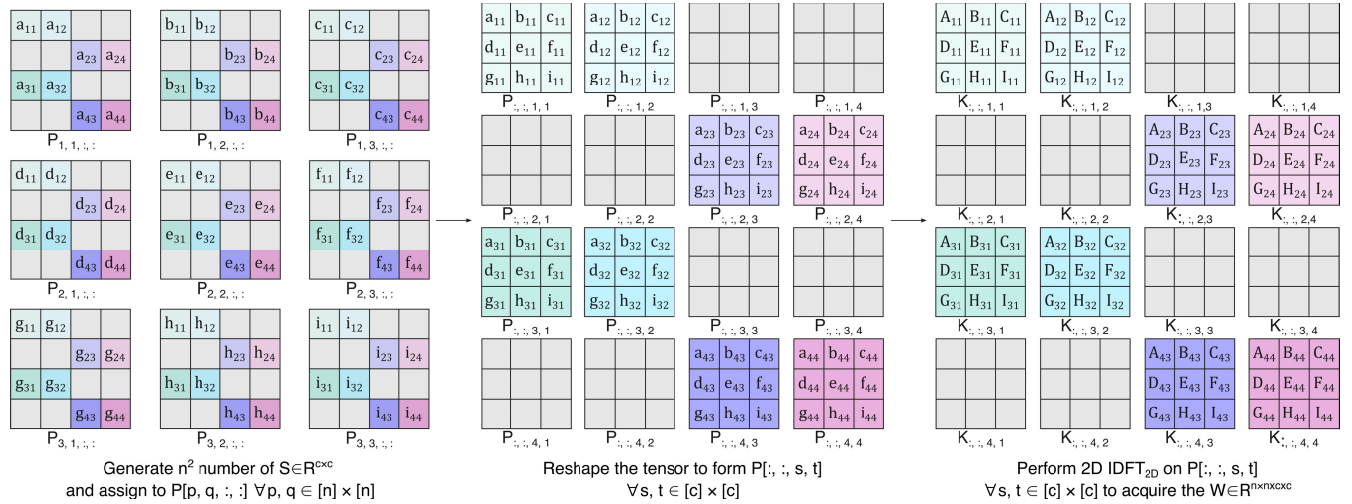 a₁₁ a₁₂ b₁₁ b₁₂ c₁₁ c₁₂
a₂₃ a₂₄ b₂₃ b₂₄ c₂₃ c₂₄
a₃₁ a₃₂ b₃₁ b₃₂ c₃₁ c₃₂
a₄₃ a₄₄ b₄₃ b₄₄ c₄₃ c₄₄
P₁, ₁, :, : P₁, ₂, :, : P₁, ₃, :, :
d₁₁ d₁₂ e₁₁ e₁₂ f₁₁ f₁₂
d₂₃ d₂₄ e₂₃ e₂₄ f₂₃ f₂₄
d₃₁ d₃₂ e₃₁ e₃₂ f₃₁ f₃₂
d₄₃ d₄₄ e₄₃ e₄₄ f₄₃ f₄₄
P₂, ₁, :, : P₂, ₂, :, : P₂, ₃, :, :
g₁₁ g₁₂ h₁₁ h₁₂ i₁₁ i₁₂
g₂₃ g₂₄ h₂₃ h₂₄ i₂₃ i₂₄
g₃₁ g₃₂ h₃₁ h₃₂ i₃₁ i₃₂
g₄₃ g₄₄ h₄₃ h₄₄ i₄₃ i₄₄
P₃, ₁, :, : P₃, ₂, :, : P₃, ₃, :, :
Generate n² number of S∈Rᶜˣᶜ
and assign to P[p, q, :, :] ∀p, q ∈ [n] × [n]
a₁₁ b₁₁ c₁₁ a₁₂ b₁₂ c₁₂
d₁₁ e₁₁ f₁₁ d₁₂ e₁₂ f₁₂
g₁₁ h₁₁ i₁₁ g₁₂ h₁₂ i₁₂
P:, :, ₁, ₁ P:, :, ₁, ₂ P:, :, ₁, ₃ P:, :, ₁, ₄
a₂₃ b₂₃ c₂₃ a₂₄ b₂₄ c₂₄
d₂₃ e₂₃ f₂₃ d₂₄ e₂₄ f₂₄
g₂₃ h₂₃ i₂₃ g₂₄ h₂₄ i₂₄
P:, :, ₂, ₁ P:, :, ₂, ₂ P:, :, ₂, ₃ P:, :, ₂, ₄
a₃₁ b₃₁ c₃₁ a₃₂ b₃₂ c₃₂
d₃₁ e₃₁ f₃₁ d₃₂ e₃₂ f₃₂
g₃₁ h₃₁ i₃₁ g₃₂ h₃₂ i₃₂
P:, :, ₃, ₁ P:, :, ₃, ₂ P:, :, ₃, ₃ P:, :, ₃, ₄
a₄₃ b₄₃ c₄₃ a₄₄ b₄₄ c₄₄
d₄₃ e₄₃ f₄₃ d₄₄ e₄₄ f₄₄
g₄₃ h₄₃ i₄₃ g₄₄ h₄₄ i₄₄
P:, :, ₄, ₁ P:, :, ₄, ₂ P:, :, ₄, ₃ P:, :, ₄, ₄
Reshape the tensor to form P[:, :, s, t]
∀s, t ∈ [c] × [c]
A₁₁ B₁₁ C₁₁ A₁₂ B₁₂ C₁₂
D₁₁ E₁₁ F₁₁ D₁₂ E₁₂ F₁₂
G₁₁ H₁₁ I₁₁ G₁₂ H₁₂ I₁₂
K:, :, ₁, ₁ K:, :, ₁, ₂ K:, :, ₁,₃ K:, :, ₁,₄
A₂₃ B₂₃ C₂₃ A₂₄ B₂₄ C₂₄
D₂₃ E₂₃ F₂₃ D₂₄ E₂₄ F₂₄
G₂₃ H₂₃ I₂₃ G₂₄ H₂₄ I₂₄
K:, :, ₂, ₁ K:, :, ₂, ₂ K:, :, ₂,₃ K:, :, ₂,₄
A₃₁ B₃₁ C₃₁ A₃₂ B₃₂ C₃₂
D₃₁ E₃₁ F₃₁ D₃₂ E₃₂ F₃₂
G₃₁ H₃₁ I₃₁ G₃₂ H₃₂ I₃₂
K:, :, ₃, ₁ K:, :, ₃, ₂ K:, :, ₃, ₃ K:, :, ₃, ₄
A₄₃ B₄₃ C₄₃ A₄₄ B₄₄ C₄₄
D₄₃ E₄₃ F₄₃ D₄₄ E₄₄ F₄₄
G₄₃ H₄₃ I₄₃ G₄₄ H₄₄ I₄₄
K:, :, ₄, ₁ K:, :, ₄, ₂ K:, :, ₄, ₃ K:, :, ₄, ₄
Perform 2D IDFT₂D on P[:, :, s, t]
∀s, t ∈ [c] × [c] to acquire the W∈Rⁿˣⁿˣᶜˣᶜ